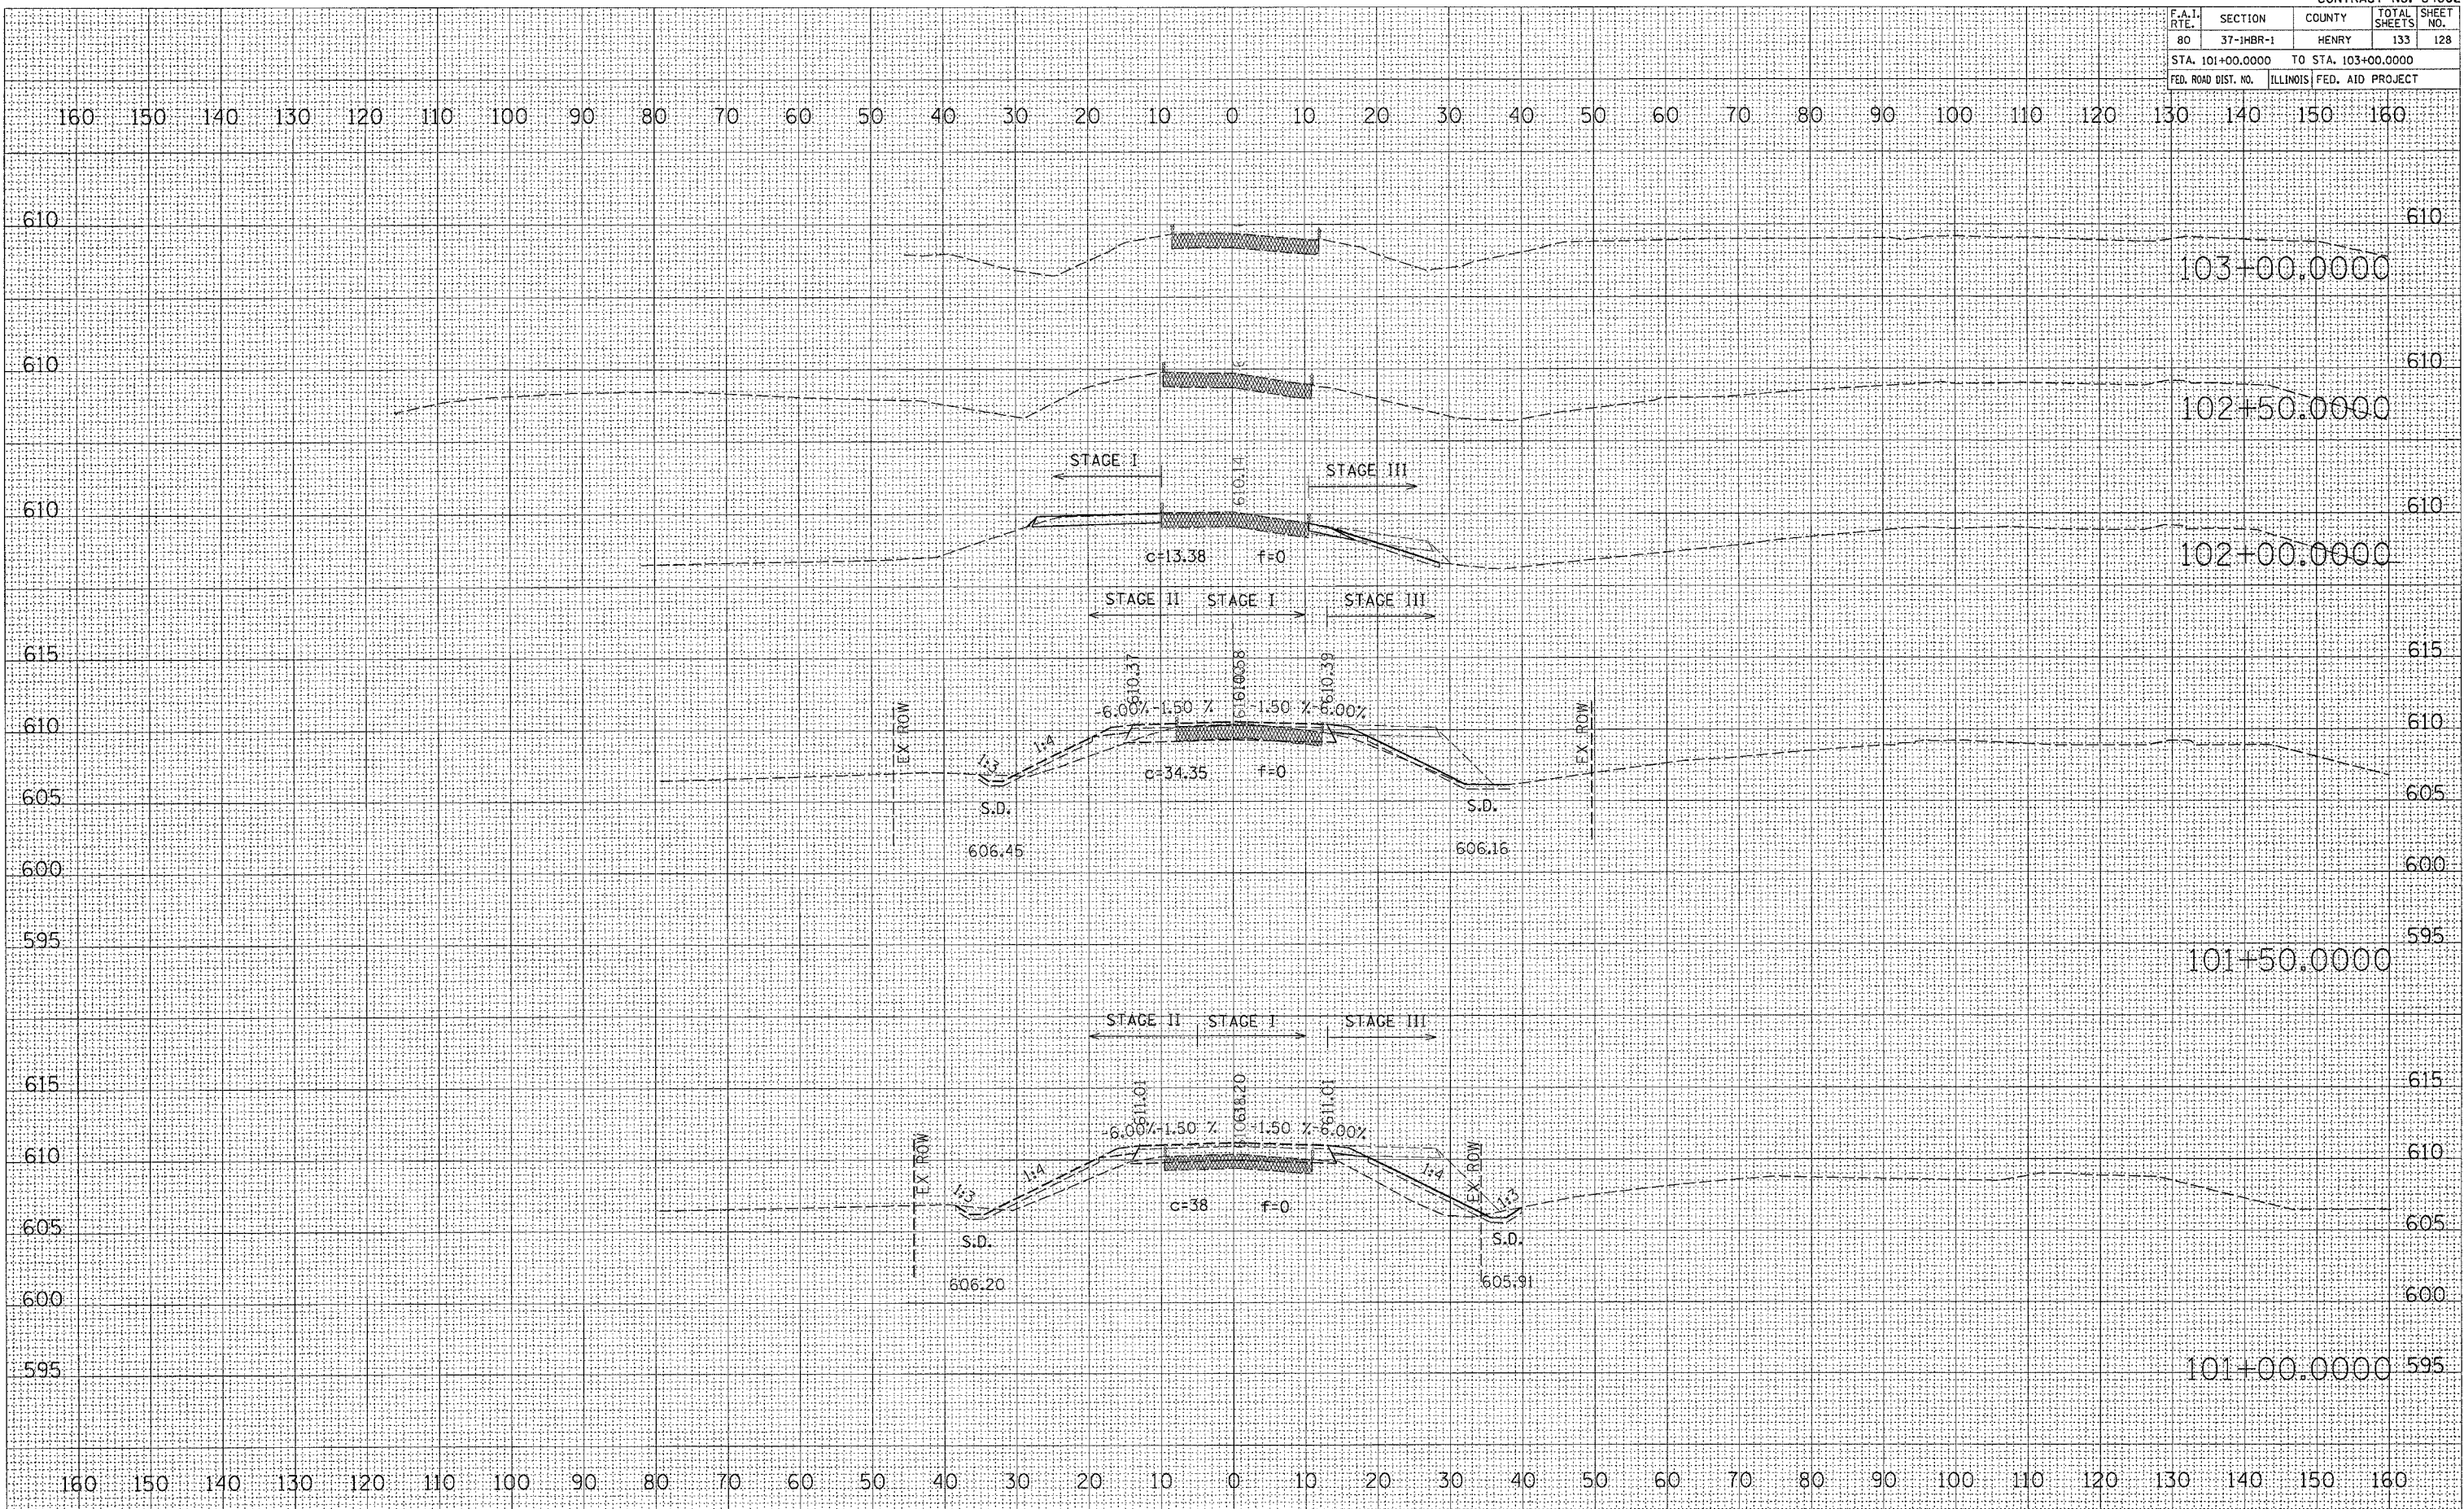 F.A.I. RTE. SECTION COUNTY TOTAL SHEETS SHEET NO.
80 37-1HBR-1 HENRY 133 128
STA. 101+00.0000 TO STA. 103+00.0000
FED. ROAD DIST. NO. ILLINOIS FED. AID PROJECT
160 150 140 130 120 110 100 90 80 70 60 50 40 30 20 10 0 10 20 30 40 50 60 70 80 90 100 110 120 130 140 150 160
610 610
103+00.0000
610 610
102+50.0000
STAGE I 610.14 STAGE III
610 610
c=13.38 f=0
102+00.0000
STAGE II STAGE I STAGE III
615 615
610.37 610.39
-6.00% -1.50 % -1.50 % -6.00%
EX ROW EX ROW
610 610
1:3 1:4
c=34.35 f=0
605 605
S.D. S.D.
606.45 606.16
600 600
595 595
101+50.0000
STAGE II STAGE I STAGE III
615 615
611.01 611.01
-6.00% -1.50 % -1.50 % -6.00%
EX ROW EX ROW
610 610
1:3 1:4 1:4 1:3
c=38 f=0
605 605
S.D. S.D.
606.20 605.91
600 600
595 595
101+00.0000
160 150 140 130 120 110 100 90 80 70 60 50 40 30 20 10 0 10 20 30 40 50 60 70 80 90 100 110 120 130 140 150 160